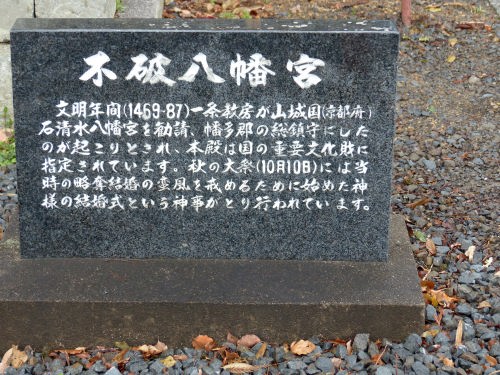 不破八幡宮
文明年間(1469~87)一条教房が山城国(京都府)
石清水八幡宮を勧請、幡多郡の総鎮守にした
のが起こりとされ、本殿は国の重要文化財に
指定されています。秋の大祭(10月10日)には当
時の略奪結婚の蛮風を戒めるために始めた神
様の結婚式という神事がとり行われています。